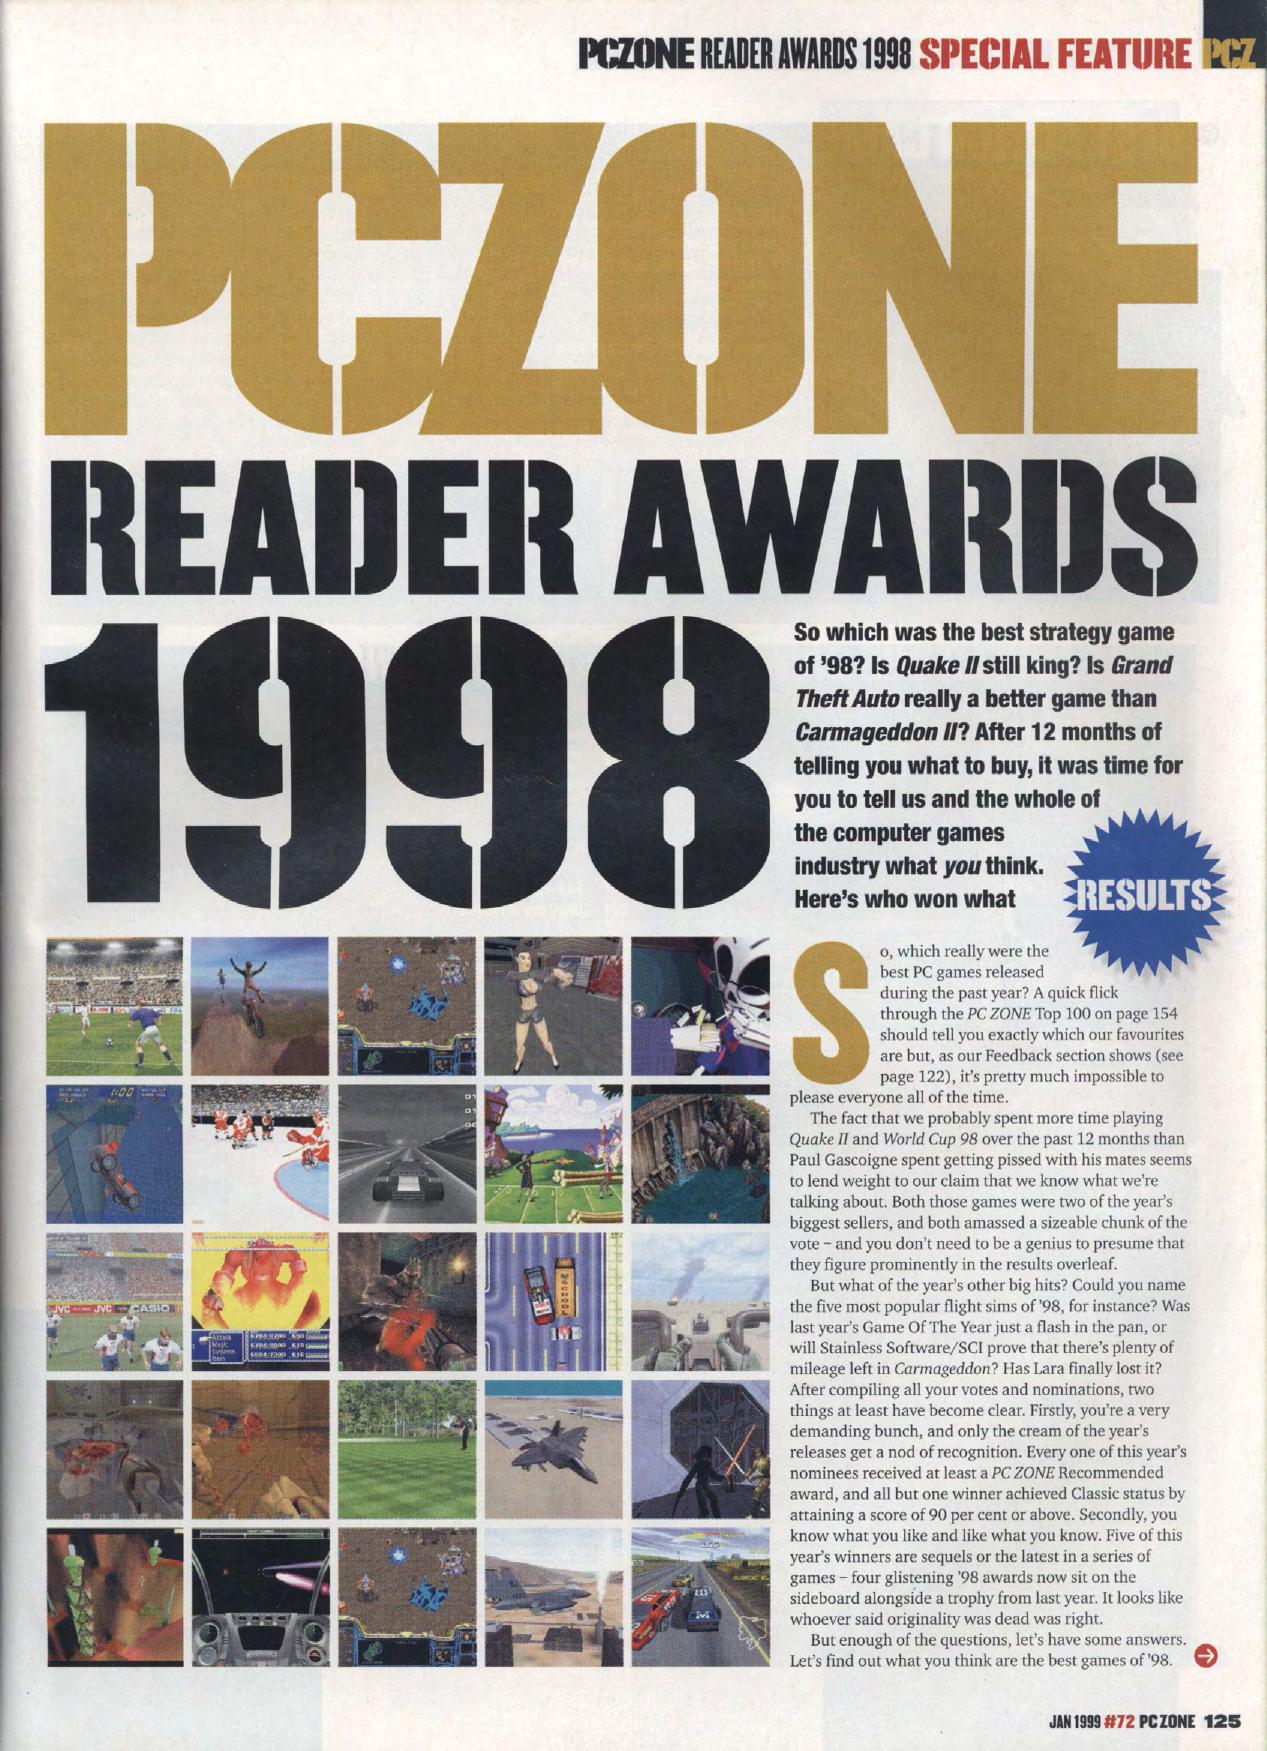 PCZONE READER AWARDS 1998 SPECIAL FEATURE PCZ
PCZONE
READER AWARDS
1998
So which was the best strategy game
of ’98? Is Quake II still king? Is Grand
Theft Auto really a better game than
Carmageddon II? After 12 months of
telling you what to buy, it was time for
you to tell us and the whole of
the computer games
industry what you think.
Here’s who won what
RESULTS
So, which really were the
best PC games released
during the past year? A quick flick
through the PC ZONE Top 100 on page 154
should tell you exactly which our favourites
are but, as our Feedback section shows (see
page 122), it’s pretty much impossible to
please everyone all of the time.
The fact that we probably spent more time playing
Quake II and World Cup 98 over the past 12 months than
Paul Gascoigne spent getting pissed with his mates seems
to lend weight to our claim that we know what we’re
talking about. Both those games were two of the year’s
biggest sellers, and both amassed a sizeable chunk of the
vote – and you don’t need to be a genius to presume that
they figure prominently in the results overleaf.
But what of the year’s other big hits? Could you name
the five most popular flight sims of ’98, for instance? Was
last year’s Game Of The Year just a flash in the pan, or
will Stainless Software/SCI prove that there’s plenty of
mileage left in Carmageddon? Has Lara finally lost it?
After compiling all your votes and nominations, two
things at least have become clear. Firstly, you’re a very
demanding bunch, and only the cream of the year’s
releases get a nod of recognition. Every one of this year’s
nominees received at least a PC ZONE Recommended
award, and all but one winner achieved Classic status by
attaining a score of 90 per cent or above. Secondly, you
know what you like and like what you know. Five of this
year’s winners are sequels or the latest in a series of
games – four glistening ’98 awards now sit on the
sideboard alongside a trophy from last year. It looks like
whoever said originality was dead was right.
But enough of the questions, let’s have some answers.
Let’s find out what you think are the best games of ’98.
1:00
JVC JVC CASIO
Attack
Magic
Summon
Item
SCHOOL
JAN 1999 #72 PC ZONE 125